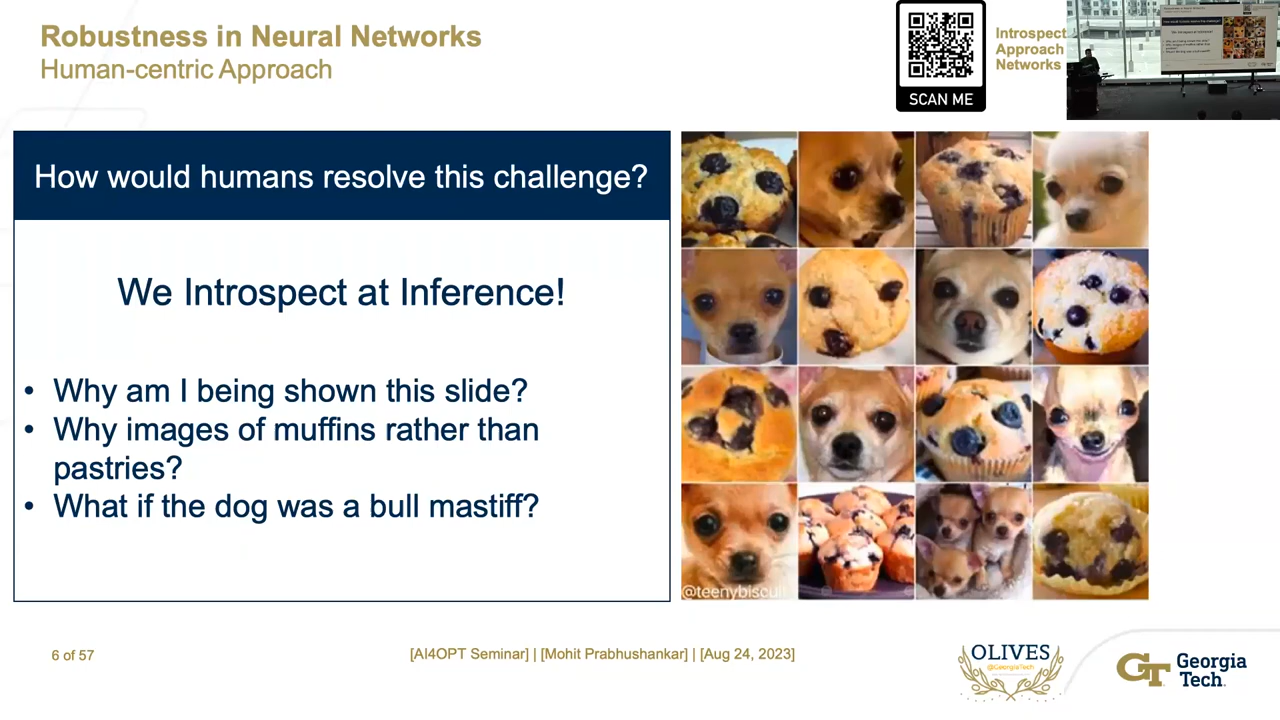 Robustness in Neural Networks
Human-centric Approach
SCAN ME
Introspect
Approach
Networks
How would humans resolve this challenge?
We Introspect at Inference!
• Why am I being shown this slide?
• Why images of muffins rather than
pastries?
• What if the dog was a bull mastiff?
@teenybiscuit
6 of 57
[AI4OPT Seminar] | [Mohit Prabhushankar] | [Aug 24, 2023]
OLIVES
@GeorgiaTech
GT
Georgia
Tech